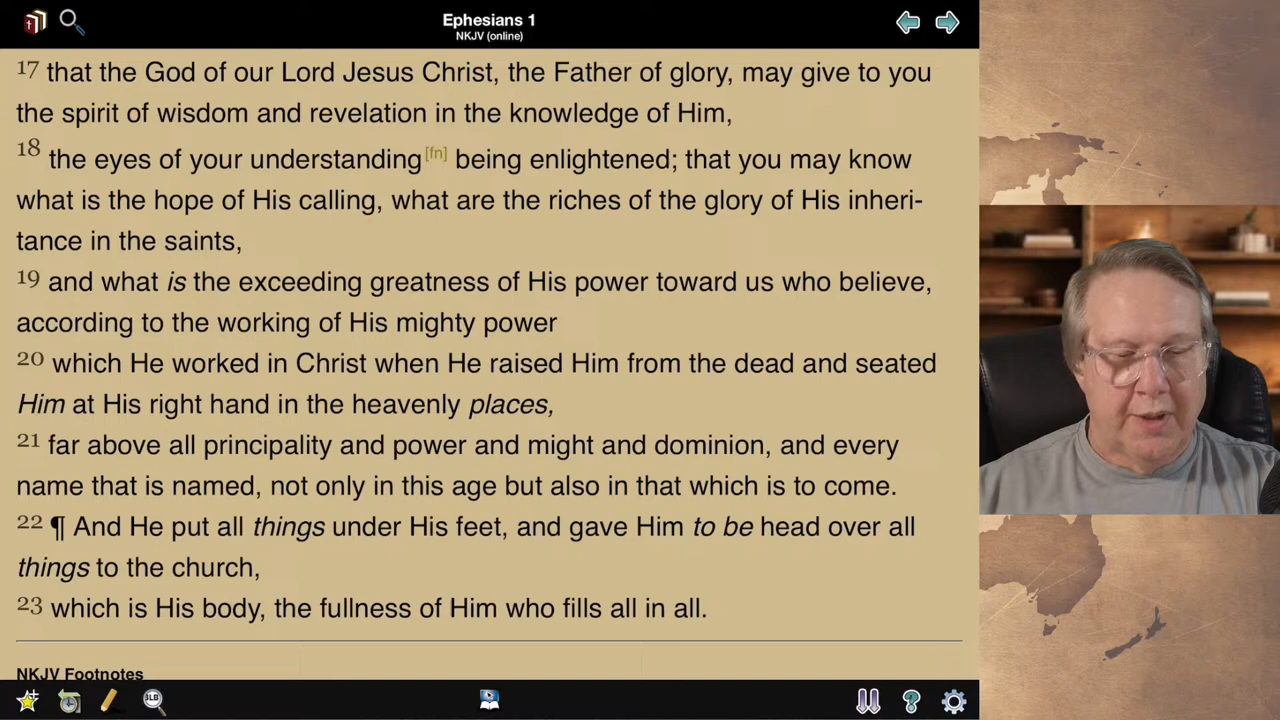 Ephesians 1
NKJV (online)
17 that the God of our Lord Jesus Christ, the Father of glory, may give to you
the spirit of wisdom and revelation in the knowledge of Him,
18 the eyes of your understanding[fn] being enlightened; that you may know
what is the hope of His calling, what are the riches of the glory of His inheri-
tance in the saints,
19 and what is the exceeding greatness of His power toward us who believe,
according to the working of His mighty power
20 which He worked in Christ when He raised Him from the dead and seated
Him at His right hand in the heavenly places,
21 far above all principality and power and might and dominion, and every
name that is named, not only in this age but also in that which is to come.
22 ¶ And He put all things under His feet, and gave Him to be head over all
things to the church,
23 which is His body, the fullness of Him who fills all in all.
NKJV Footnotes
3LB
?